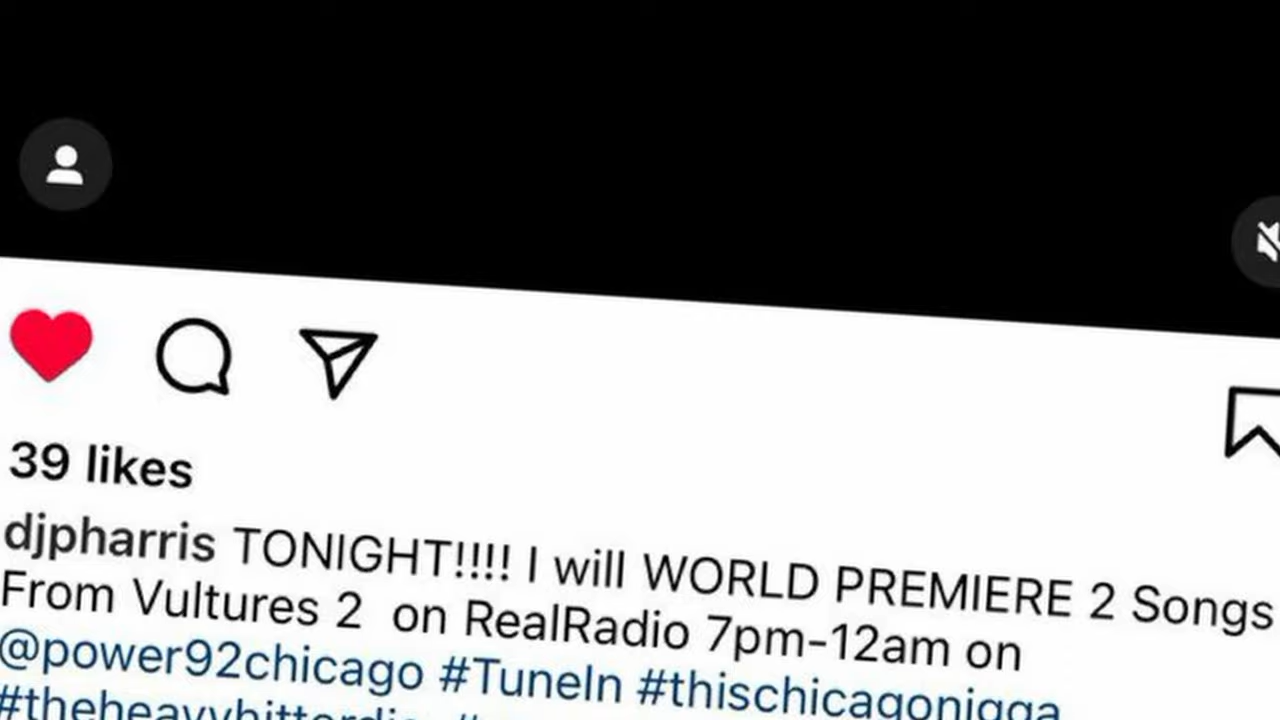 39 likes
djpharris TONIGHT!!!! I will WORLD PREMIERE 2 Songs
From Vultures 2 on RealRadio 7pm-12am on
@power92chicago #TuneIn #thischicagonigga
#theheavyhitterdjs